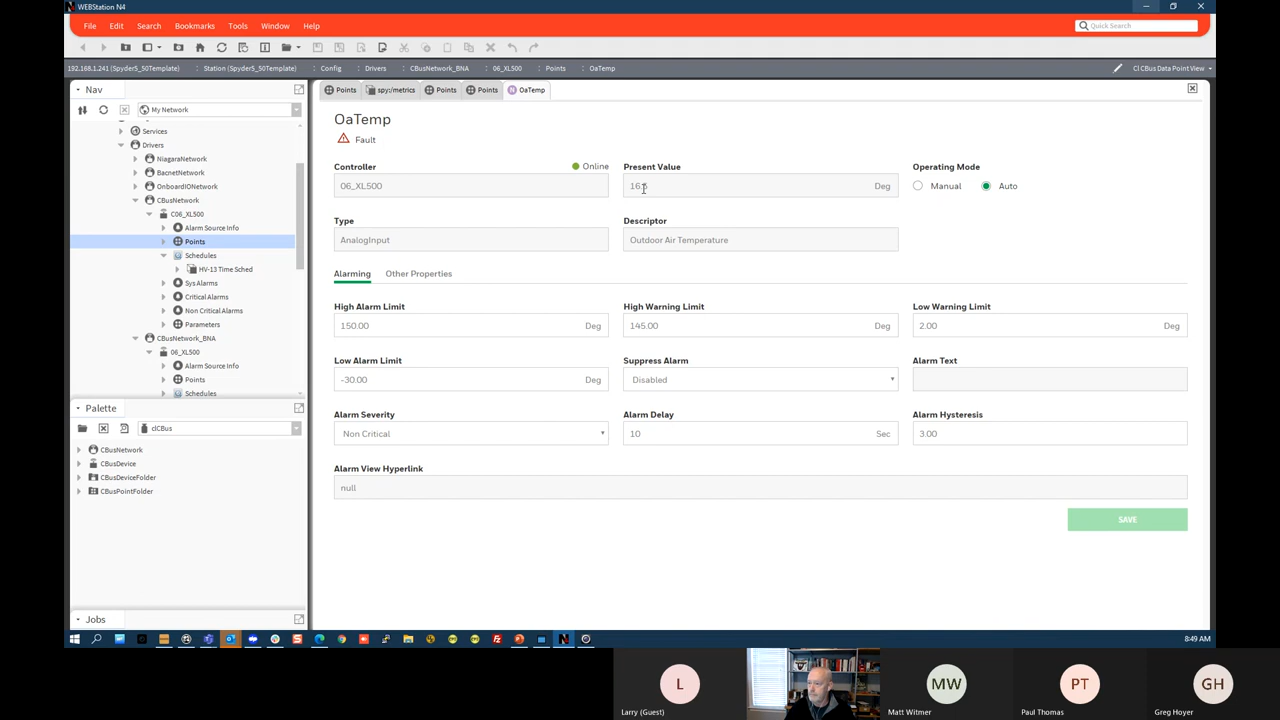 WEBStation N4
File Edit Search Bookmarks Tools Window Help
Quick Search
192.168.1.241 (SpyderS_50Template) Station (SpyderS_50Template) Config Drivers CBusNetwork_BNA 06_XL500 Points OaTemp Cl CBus Data Point View
Nav
My Network
Services
Drivers
NiagaraNetwork
BacnetNetwork
OnboardIONetwork
CBusNetwork
C06_XL500
Alarm Source Info
Points
Schedules
HV-13 Time Sched
Sys Alarms
Critical Alarms
Non Critical Alarms
Parameters
CBusNetwork_BNA
06_XL500
Alarm Source Info
Points
Schedules
Palette
clCBus
CBusNetwork
CBusDevice
CBusDeviceFolder
CBusPointFolder
Jobs
Points spy:/metrics Points Points OaTemp
OaTemp
Fault
Controller Online Present Value Operating Mode
06_XL500 Deg Manual Auto
Type Descriptor
AnalogInput Outdoor Air Temperature
Alarming Other Properties
High Alarm Limit High Warning Limit Low Warning Limit
150.00 Deg 145.00 Deg 2.00 Deg
Low Alarm Limit Suppress Alarm Alarm Text
-30.00 Deg Disabled
Alarm Severity Alarm Delay Alarm Hysteresis
Non Critical 10 Sec 3.00
Alarm View Hyperlink
null
SAVE
8:49 AM
L MW PT GH
Larry (Guest) Matt Witmer Paul Thomas Greg Hoyer